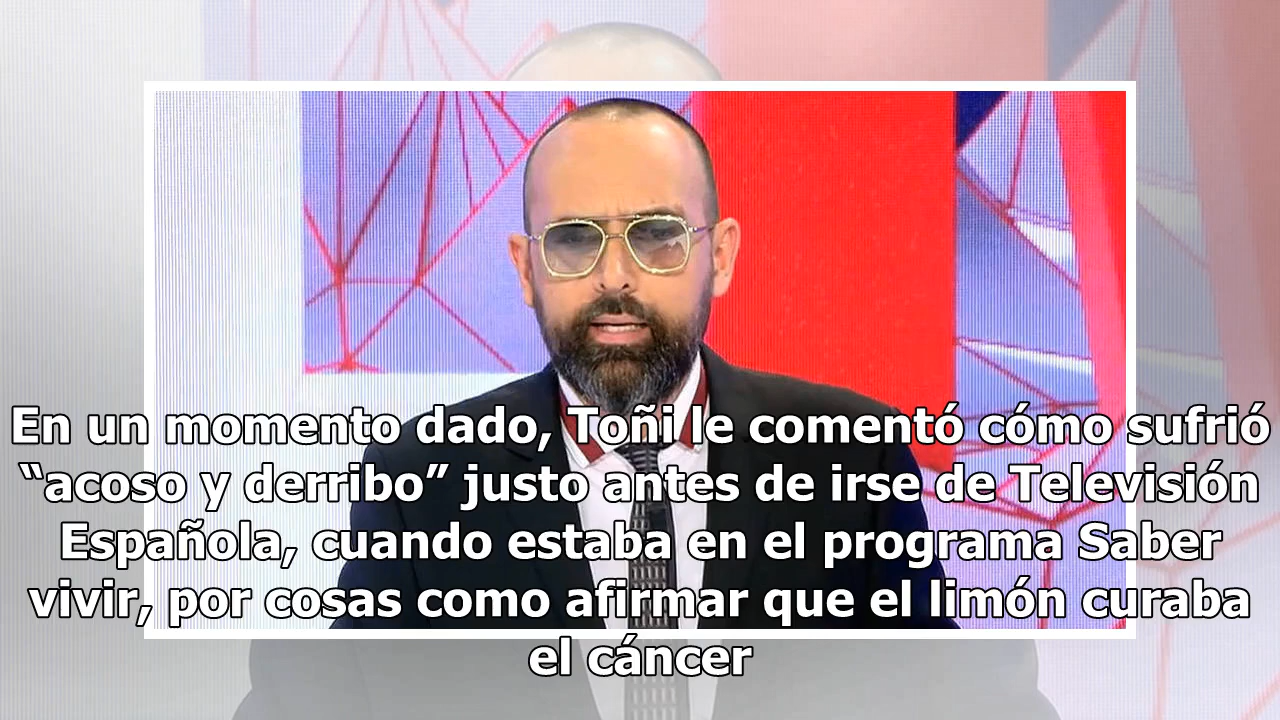 En un momento dado, Toñi le comentó cómo sufrió
“acoso y derribo” justo antes de irse de Televisión
Española, cuando estaba en el programa Saber
vivir, por cosas como afirmar que el limón curaba
el cáncer